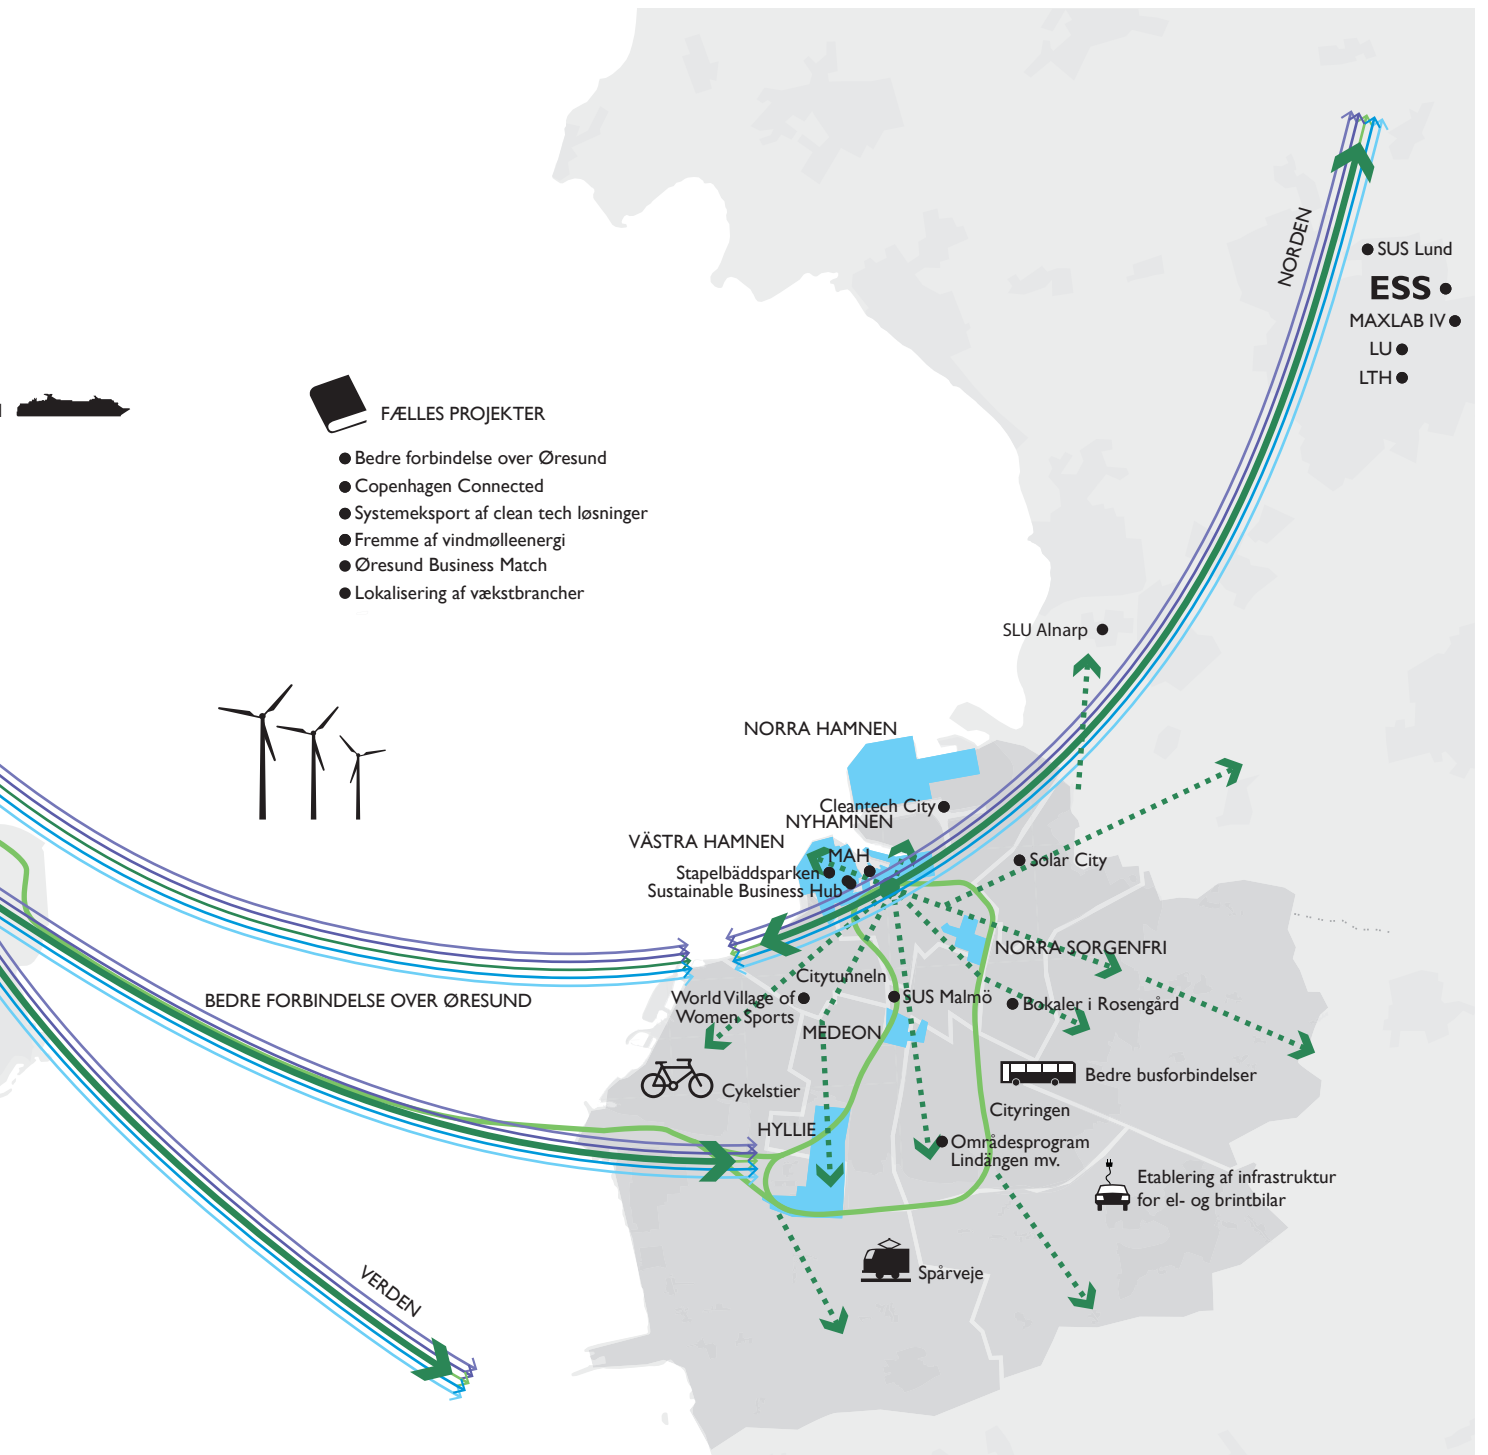 NORDEN
SUS Lund
ESS
MAXLAB IV
LU
LTH
FÆLLES PROJEKTER
Bedre forbindelse over Øresund
Copenhagen Connected
Systemeksport af clean tech løsninger
Fremme af vindmølleenergi
Øresund Business Match
Lokalisering af vækstbrancher
SLU Alnarp
NORRA HAMNEN
Cleantech City
NYHAMNEN
VÄSTRA HAMNEN
MAH
Solar City
Stapelbäddsparken
Sustainable Business Hub
NORRA SORGENFRI
Citytunneln
BEDRE FORBINDELSE OVER ØRESUND
World Village of
Women Sports
SUS Malmö
Bokaler i Rosengård
MEDEON
Bedre busforbindelser
Cykelstier
Cityringen
HYLLIE
Områdesprogram
Lindängen mv.
Etablering af infrastruktur
for el- og brintbilar
Spårveje
VERDEN